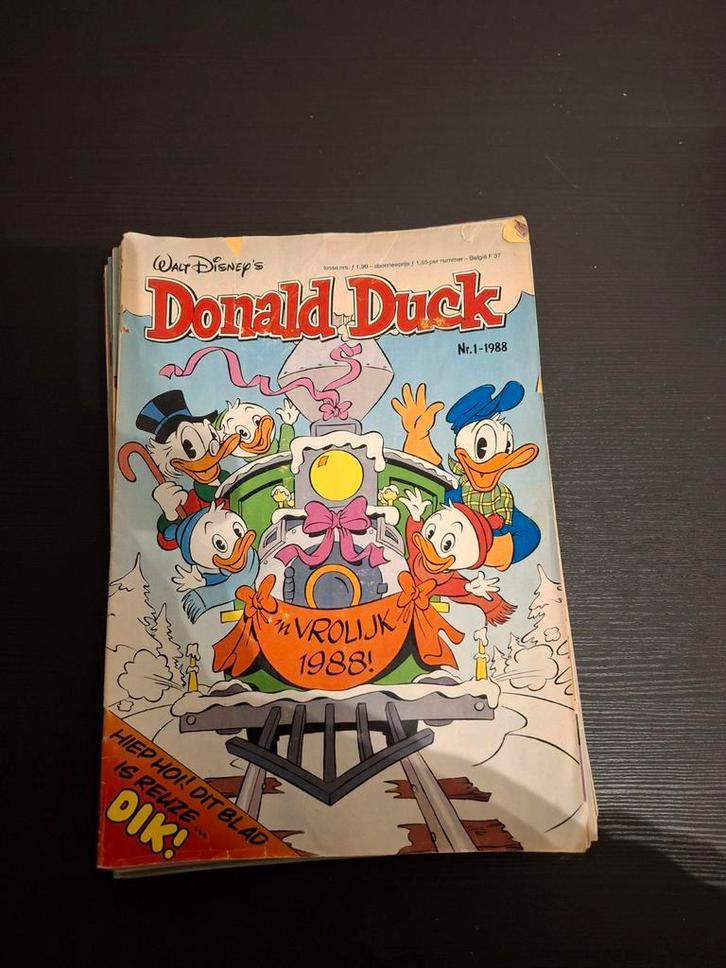 WALT DISNEY'S
losse nrs. ƒ 1,90 – abonneeprijs ƒ 1,65 per nummer – België F 37
Donald Duck
Nr.1-1988
'n VROLIJK
1988!
HIEP HOI! DIT BLAD
IS REUZE...
DIK!